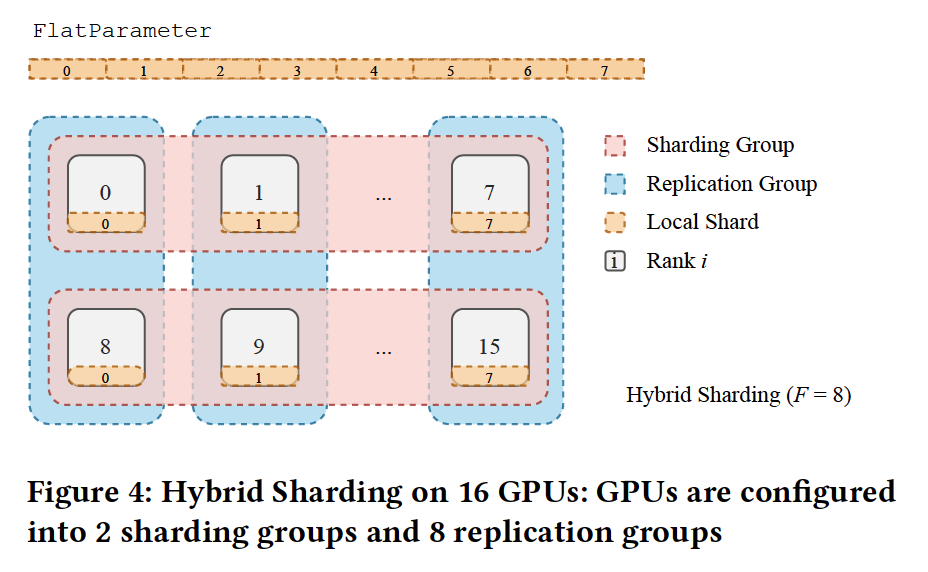 FlatParameter
0 1 2 3 4 5 6 7
0 1 ... 7
0 1 7
8 9 ... 15
0 1 7
Sharding Group
Replication Group
Local Shard
i Rank i
Hybrid Sharding (F = 8)
Figure 4: Hybrid Sharding on 16 GPUs: GPUs are configured
into 2 sharding groups and 8 replication groups